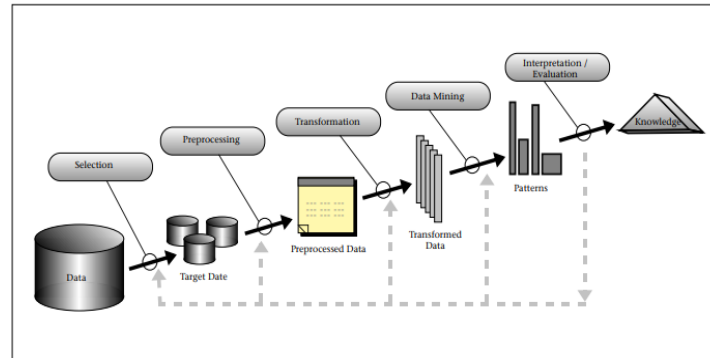 Interpretation /
Evaluation
Data Mining
Transformation
Preprocessing
Selection
Knowledge
Patterns
Transformed
Data
Preprocessed Data
Target Date
Data